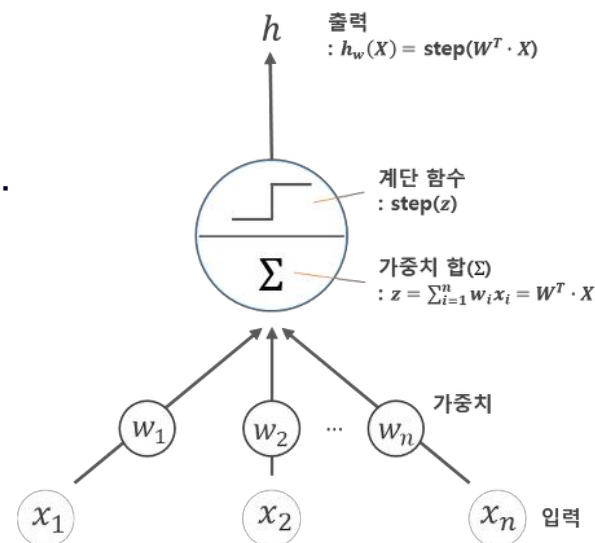 h
출력
: h_w(X) = step(W^T · X)
계단 함수
: step(z)
Σ
가중치 합(Σ)
: z = ∑_{i=1}^{n} w_i x_i = W^T · X
가중치
w_1
w_2
...
w_n
x_1
x_2
x_n
입력